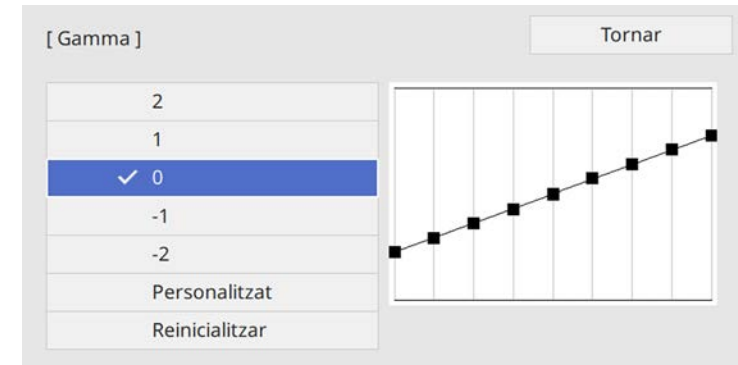 [ Gamma ]
Tornar
2
1
0
-1
-2
Personalitzat
Reinicialitzar